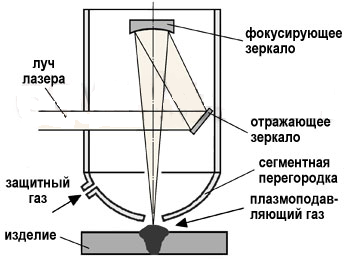 фокусирующее
зеркало
луч
лазера
отражающее
зеркало
сегментная
перегородка
защитный
газ
плазмоподав-
ляющий газ
изделие